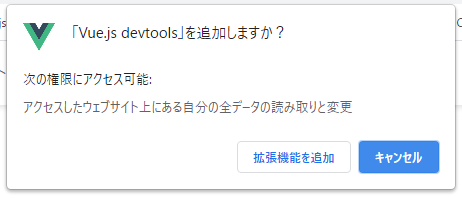 「Vue.js devtools」を追加しますか？
次の権限にアクセス可能:
アクセスしたウェブサイト上にある自分の全データの読み取りと変更
拡張機能を追加
キャンセル